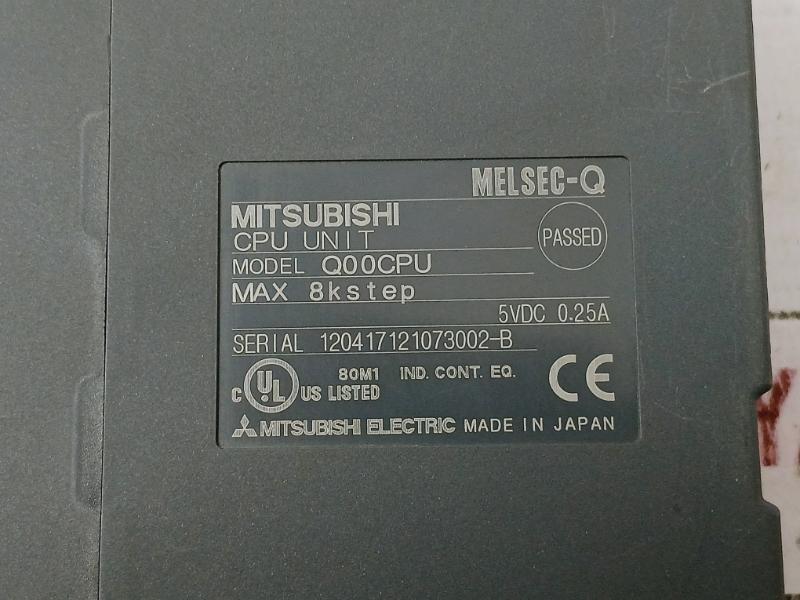 MELSEC-Q
MITSUBISHI
CPU UNIT
PASSED
MODEL Q00CPU
MAX 8kstep
5VDC 0.25A
SERIAL 120417121073002-B
C UL US LISTED
80M1 IND. CONT. EQ.
CE
MITSUBISHI ELECTRIC MADE IN JAPAN